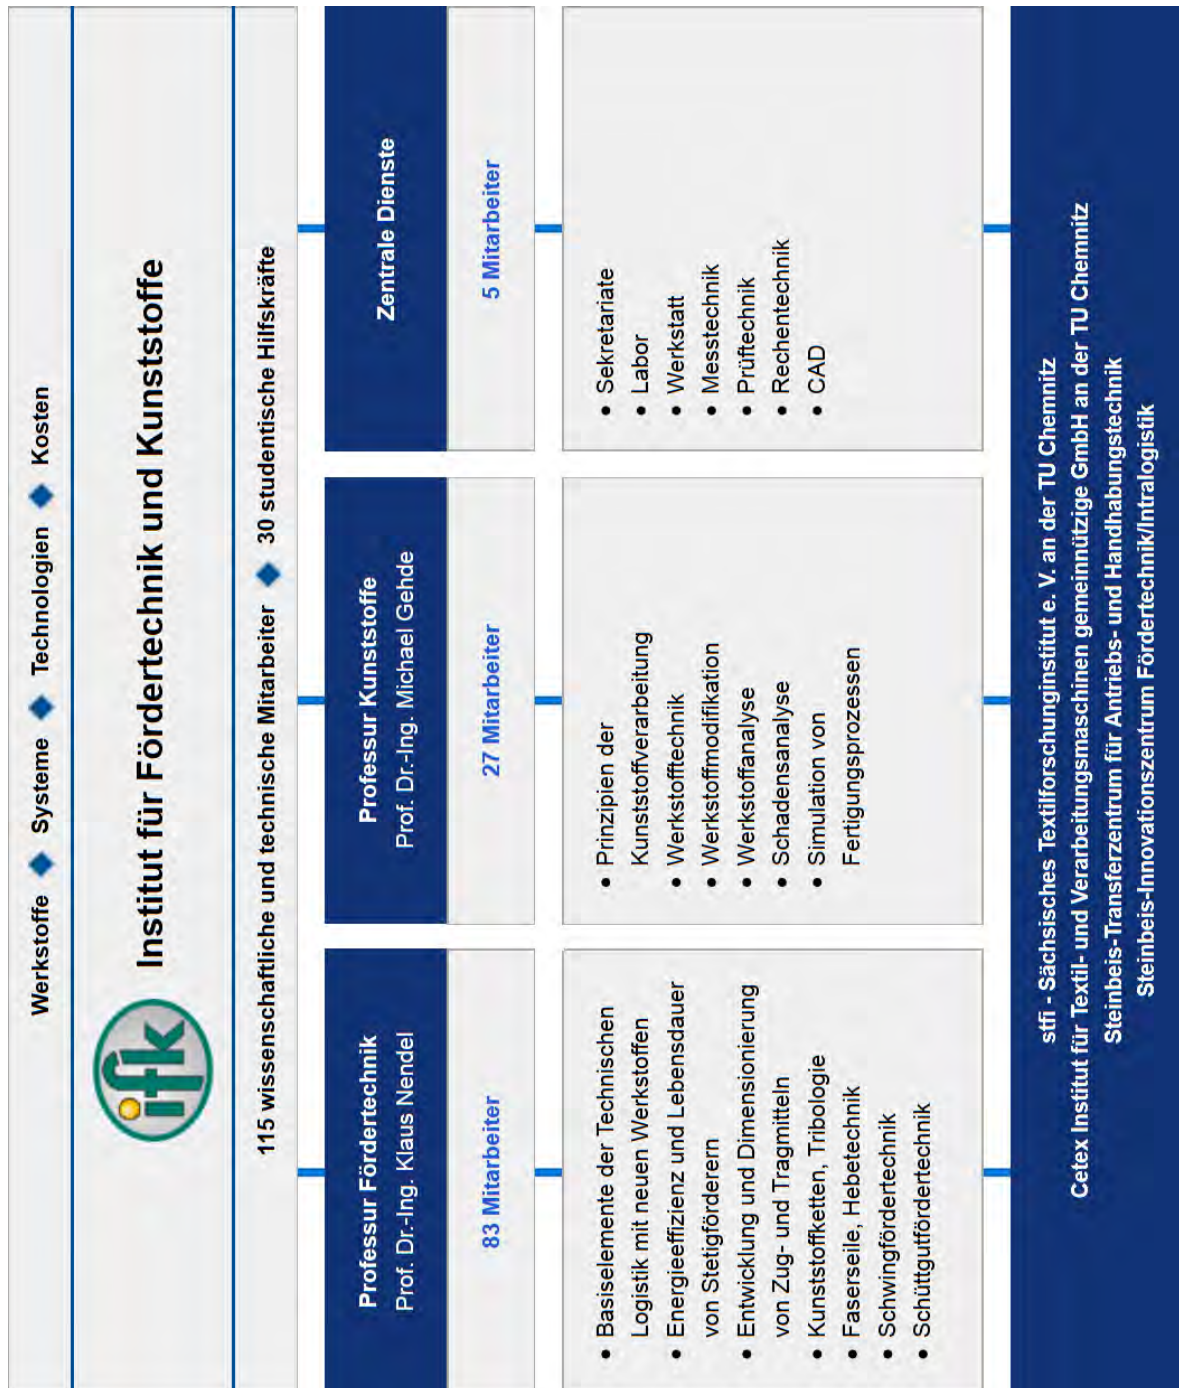 Werkstoffe ◆ Systeme ◆ Technologien ◆ Kosten
ifk
Institut für Fördertechnik und Kunststoffe
115 wissenschaftliche und technische Mitarbeiter ◆ 30 studentische Hilfskräfte
Professur Fördertechnik
Prof. Dr.-Ing. Klaus Nendel
83 Mitarbeiter
• Basiselemente der Technischen
Logistik mit neuen Werkstoffen
• Energieeffizienz und Lebensdauer
von Stetigförderern
• Entwicklung und Dimensionierung
von Zug- und Tragmitteln
• Kunststoffketten, Tribologie
• Faserseile, Hebetechnik
• Schwingfördertechnik
• Schüttgutfördertechnik
Professur Kunststoffe
Prof. Dr.-Ing. Michael Gehde
27 Mitarbeiter
• Prinzipien der
Kunststoffverarbeitung
• Werkstofftechnik
• Werkstoffmodifikation
• Werkstoffanalyse
• Schadensanalyse
• Simulation von
Fertigungsprozessen
Zentrale Dienste
5 Mitarbeiter
• Sekretariate
• Labor
• Werkstatt
• Messtechnik
• Prüftechnik
• Rechentechnik
• CAD
stfi - Sächsisches Textilforschunginstitut e. V. an der TU Chemnitz
Cetex Institut für Textil- und Verarbeitungsmaschinen gemeinnützige GmbH an der TU Chemnitz
Steinbeis-Transferzentrum für Antriebs- und Handhabungstechnik
Steinbeis-Innovationszentrum Fördertechnik/Intralogistik